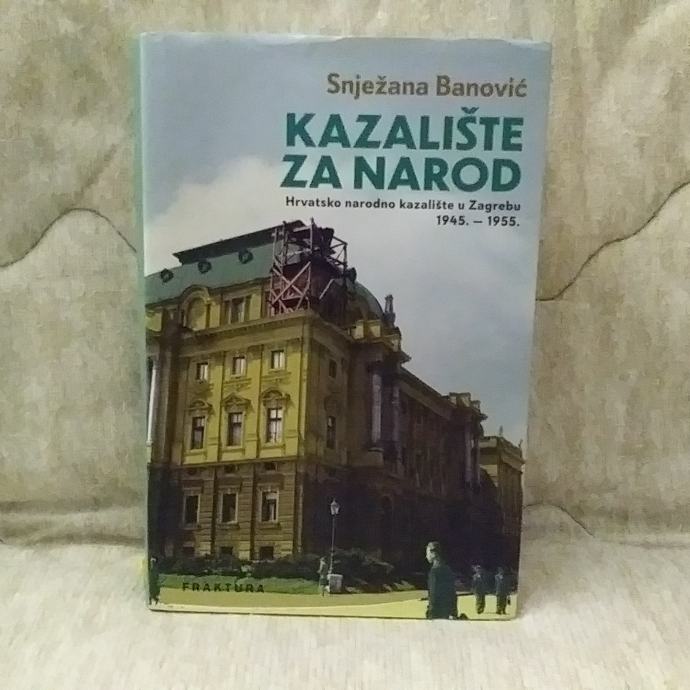 Snježana Banović
KAZALIŠTE
ZA NAROD
Hrvatsko narodno kazalište u Zagrebu
1945. – 1955.
FRAKTURA